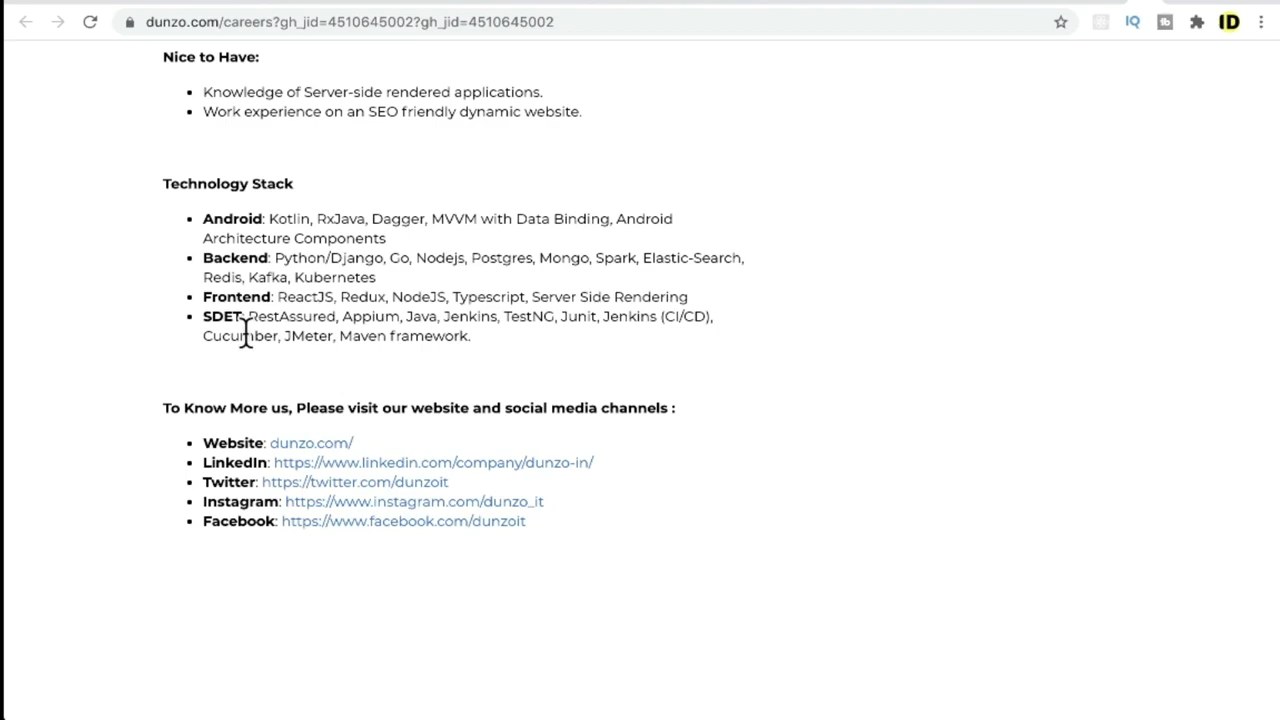 dunzo.com/careers?gh_jid=4510645002?gh_jid=4510645002
IQ
Nice to Have:
Knowledge of Server-side rendered applications.
Work experience on an SEO friendly dynamic website.
Technology Stack
Android: Kotlin, RxJava, Dagger, MVVM with Data Binding, Android
Architecture Components
Backend: Python/Django, Go, Nodejs, Postgres, Mongo, Spark, Elastic-Search,
Redis, Kafka, Kubernetes
Frontend: ReactJS, Redux, NodeJS, Typescript, Server Side Rendering
SDET: RestAssured, Appium, Java, Jenkins, TestNG, Junit, Jenkins (CI/CD),
Cucumber, JMeter, Maven framework.
To Know More us, Please visit our website and social media channels :
Website: dunzo.com/
LinkedIn: https://www.linkedin.com/company/dunzo-in/
Twitter: https://twitter.com/dunzoit
Instagram: https://www.instagram.com/dunzo_it
Facebook: https://www.facebook.com/dunzoit